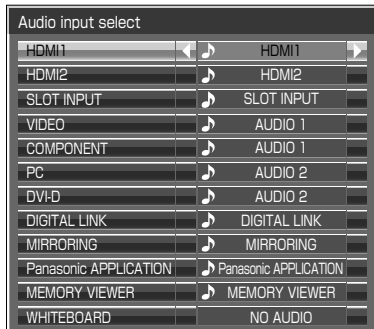 Audio input select
HDMI1 HDMI1
HDMI2 HDMI2
SLOT INPUT SLOT INPUT
VIDEO AUDIO 1
COMPONENT AUDIO 1
PC AUDIO 2
DVI-D AUDIO 2
DIGITAL LINK DIGITAL LINK
MIRRORING MIRRORING
Panasonic APPLICATION Panasonic APPLICATION
MEMORY VIEWER MEMORY VIEWER
WHITEBOARD NO AUDIO